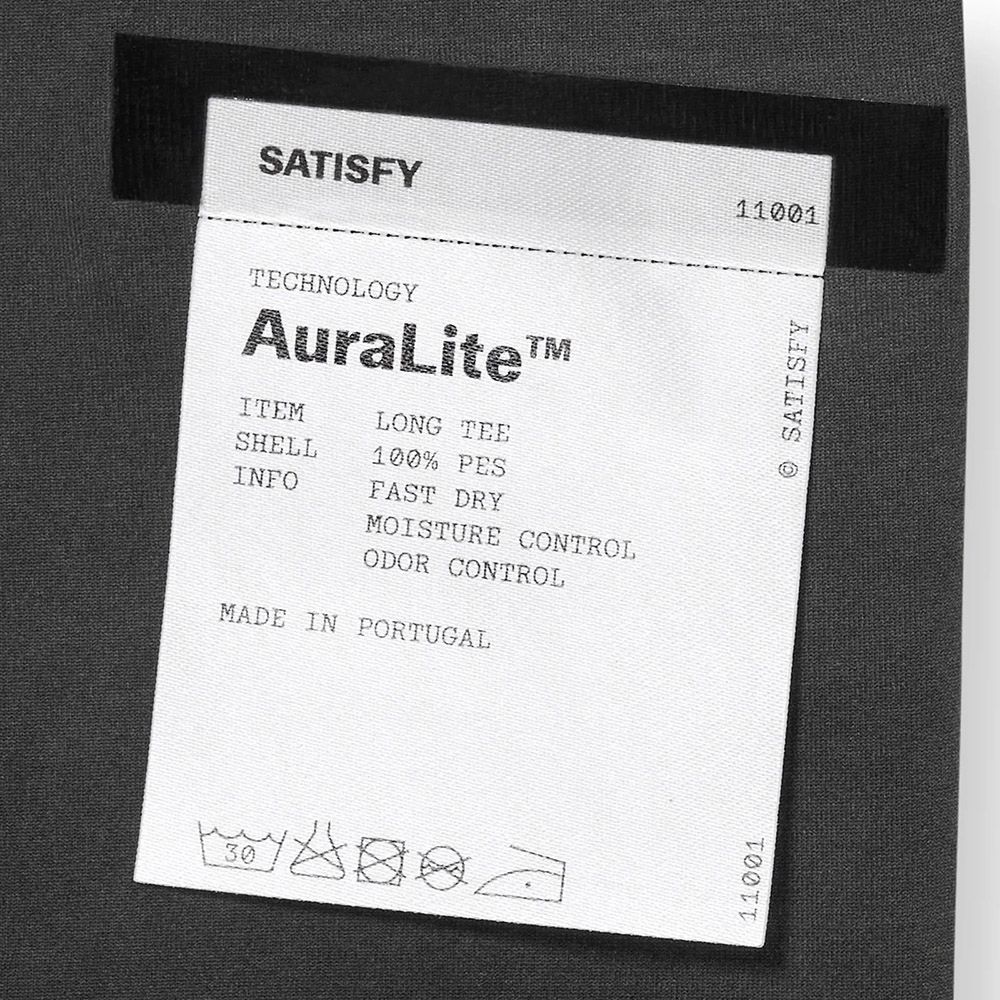 SATISFY
11001
TECHNOLOGY
AuraLite™
ITEM LONG TEE
SHELL 100% PES
INFO FAST DRY
MOISTURE CONTROL
ODOR CONTROL
MADE IN PORTUGAL
© SATISFY
30
11001